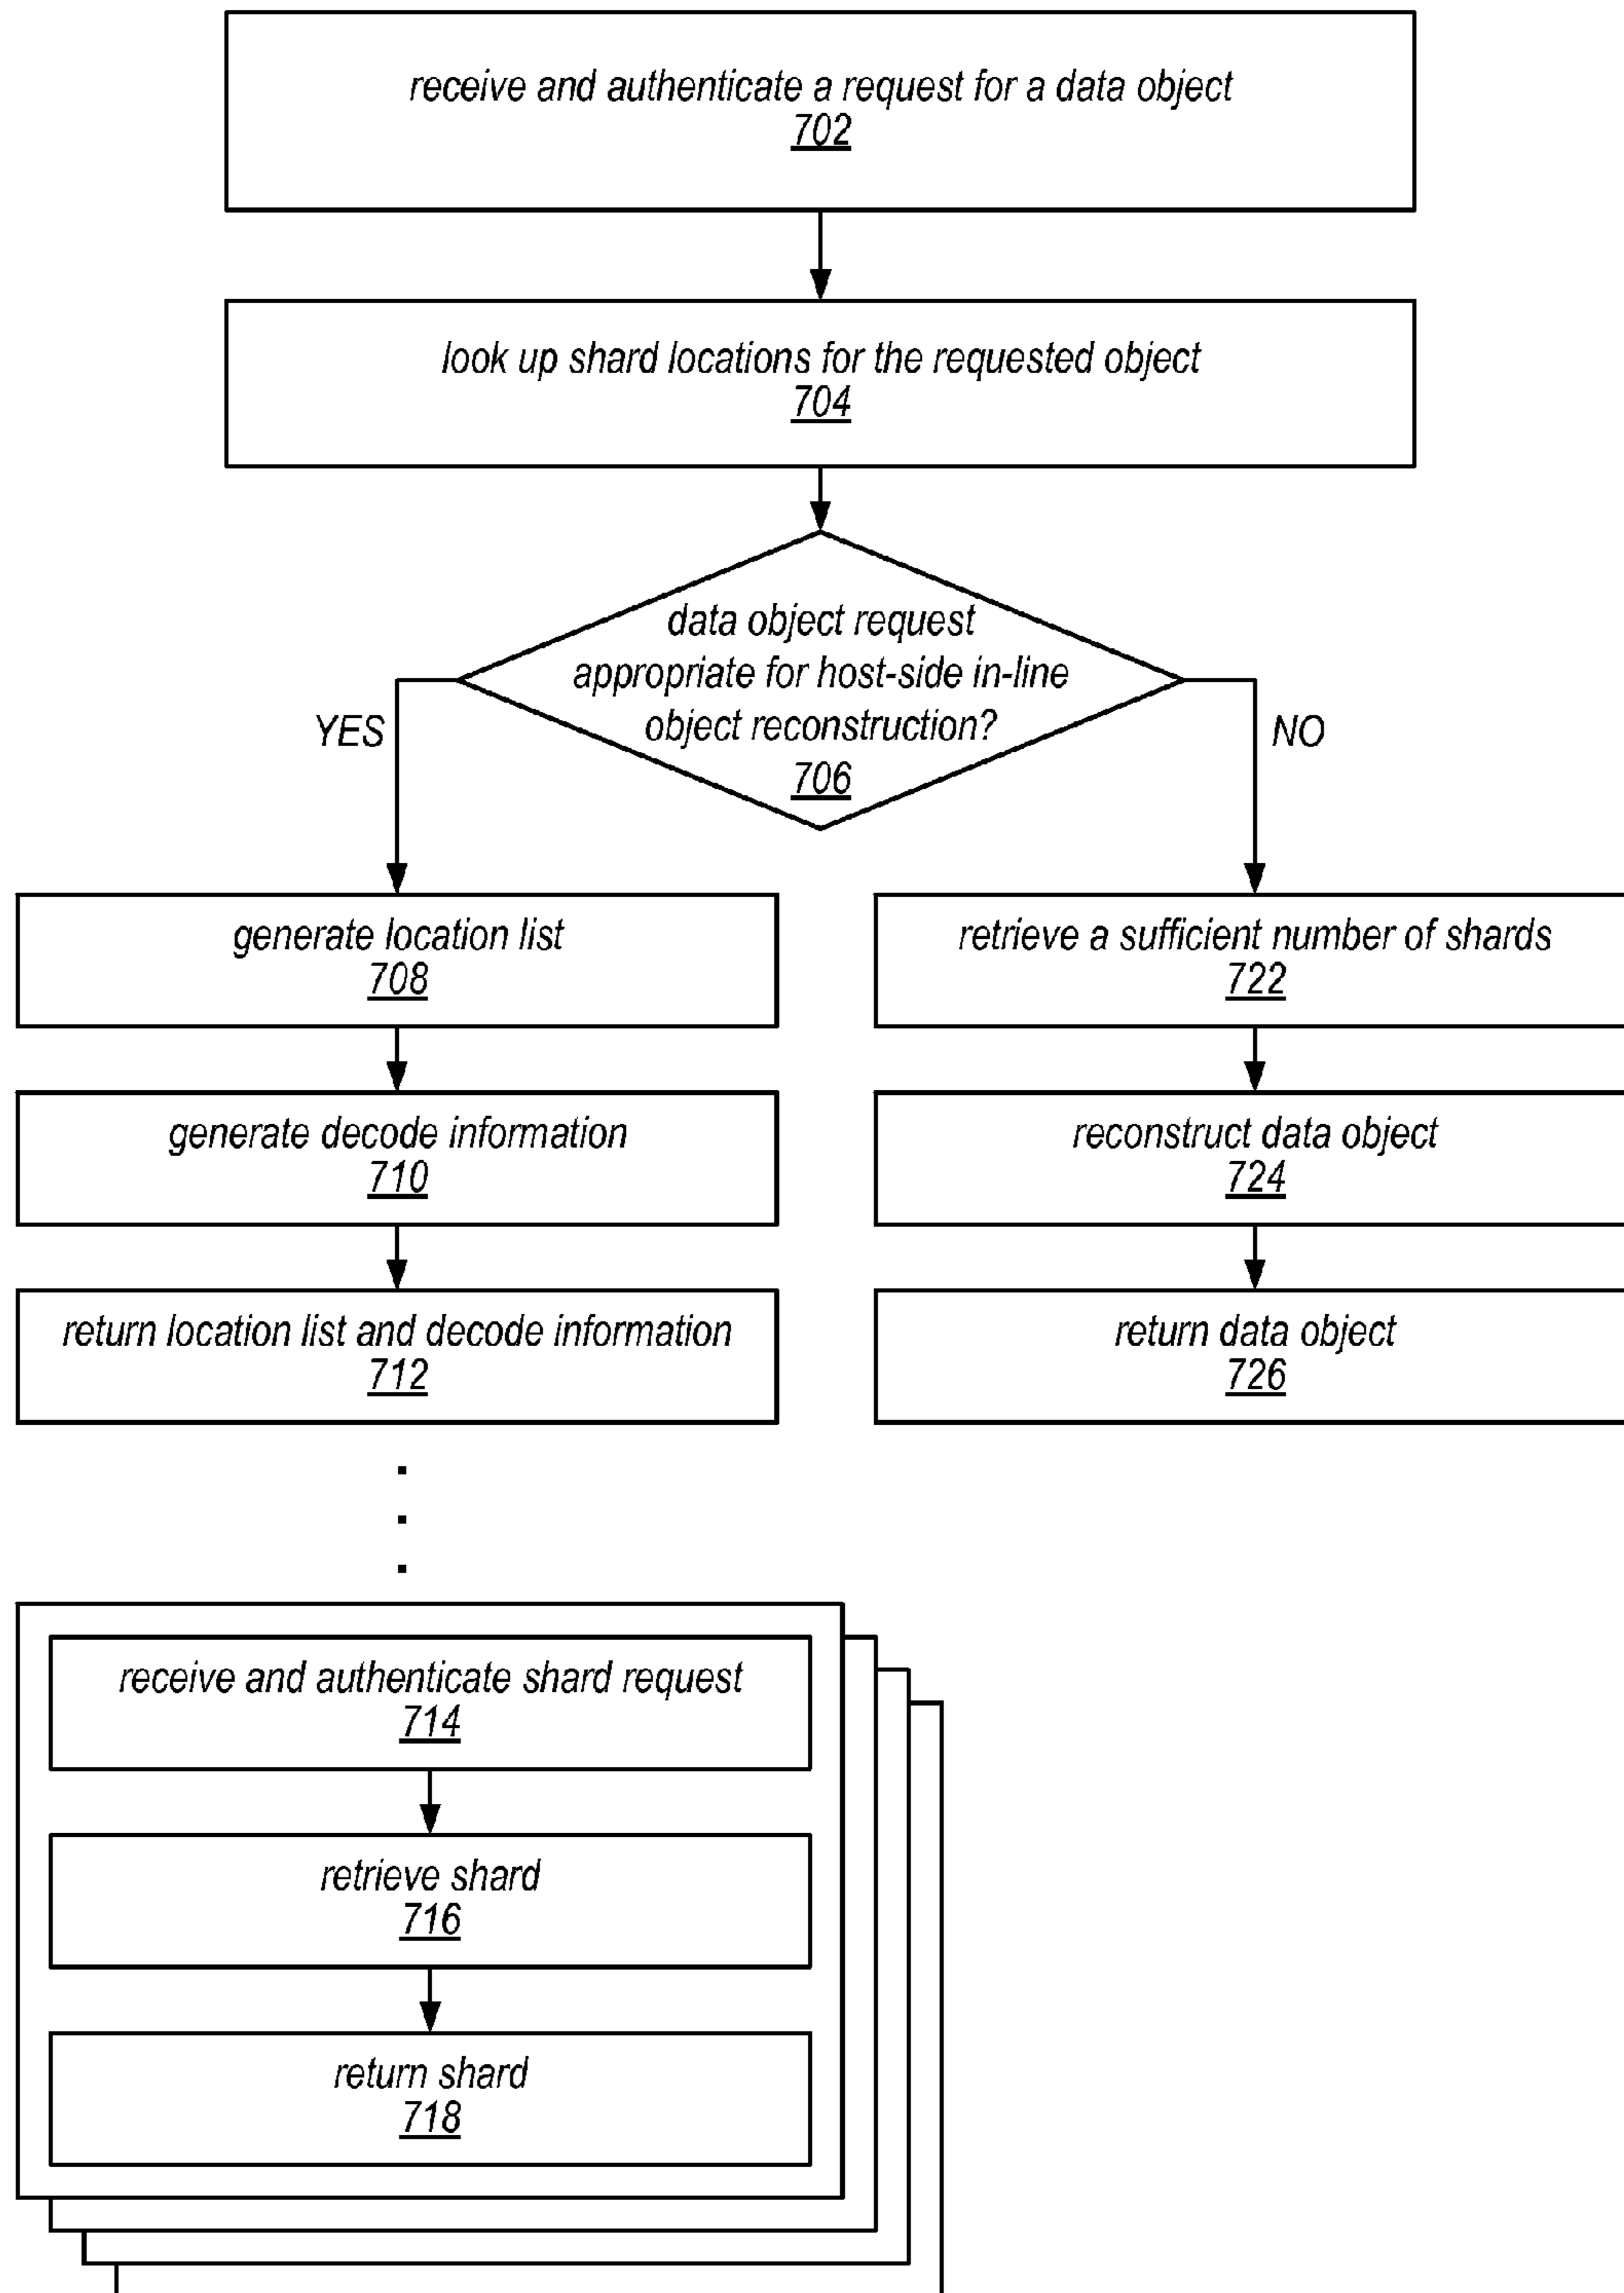 receive and authenticate a request for a data object
702
look up shard locations for the requested object
704
data object request
appropriate for host-side in-line
object reconstruction?
706
YES
NO
generate location list
708
generate decode information
710
return location list and decode information
712
retrieve a sufficient number of shards
722
reconstruct data object
724
return data object
726
receive and authenticate shard request
714
retrieve shard
716
return shard
718